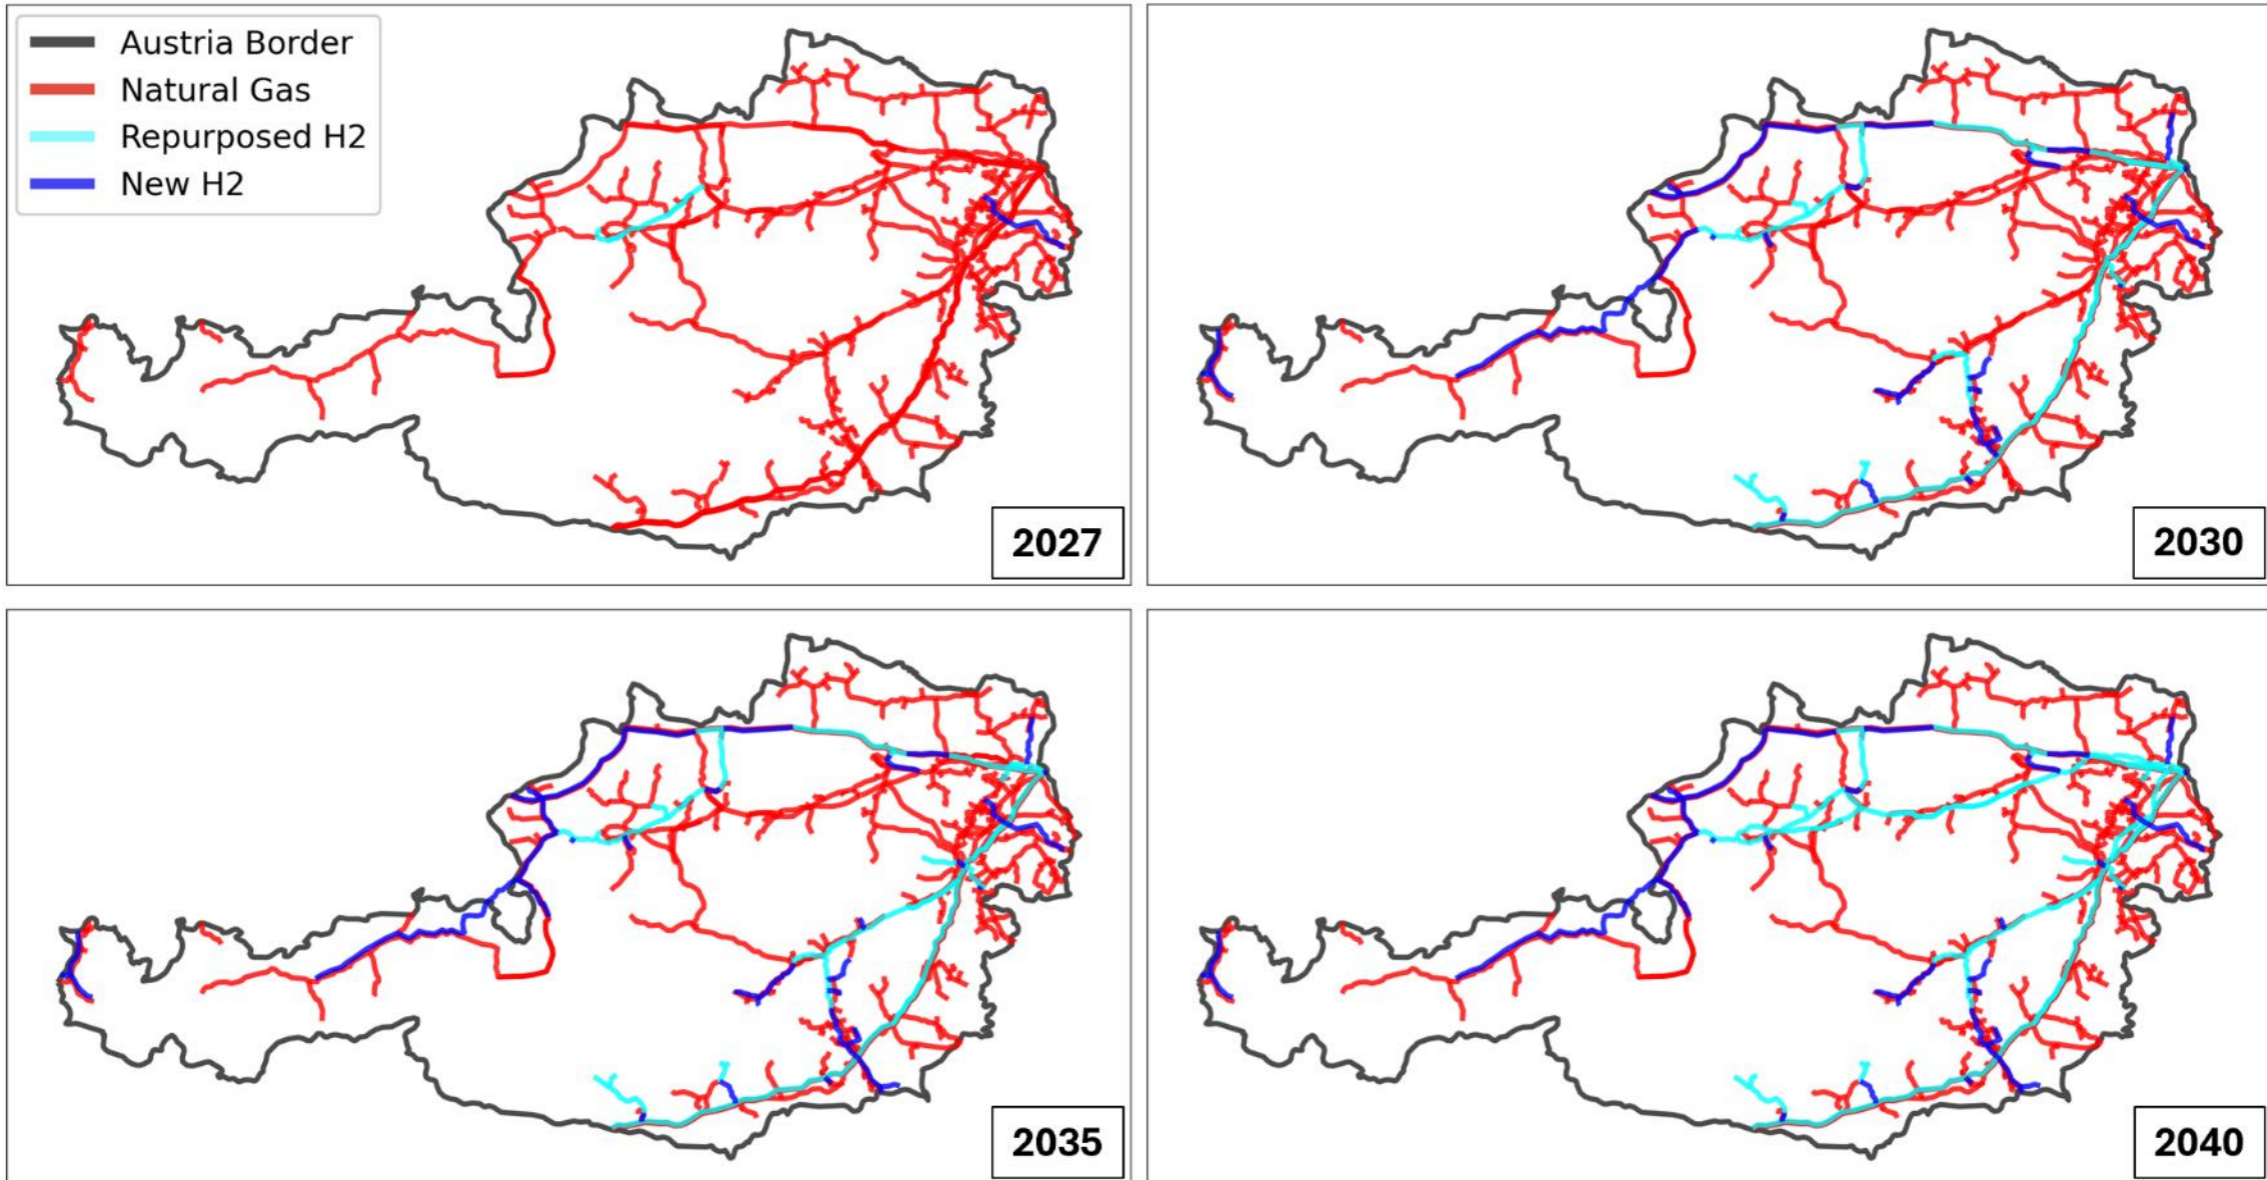 Austria Border
Natural Gas
Repurposed H2
New H2
2027
2030
2035
2040